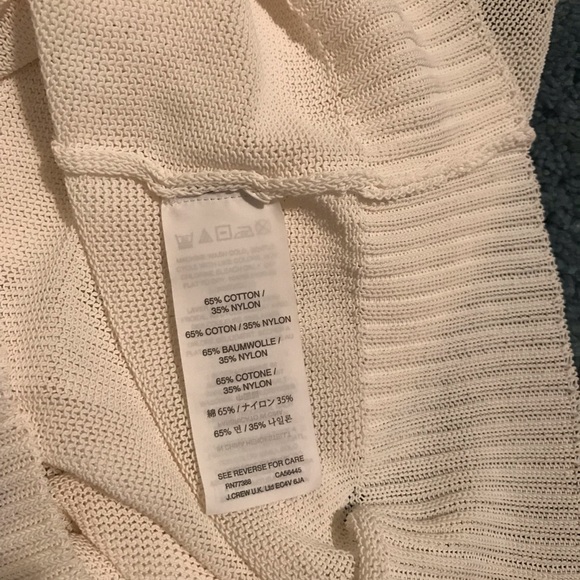 65% COTTON /
35% NYLON
65% COTON / 35% NYLON
65% BAUMWOLLE /
35% NYLON
65% COTONE /
35% NYLON
綿 65% / ナイロン 35%
65% 면 / 35% 나일론
SEE REVERSE FOR CARE
RN77388 CA56445
J.CREW U.K. Ltd EC4V 6JA